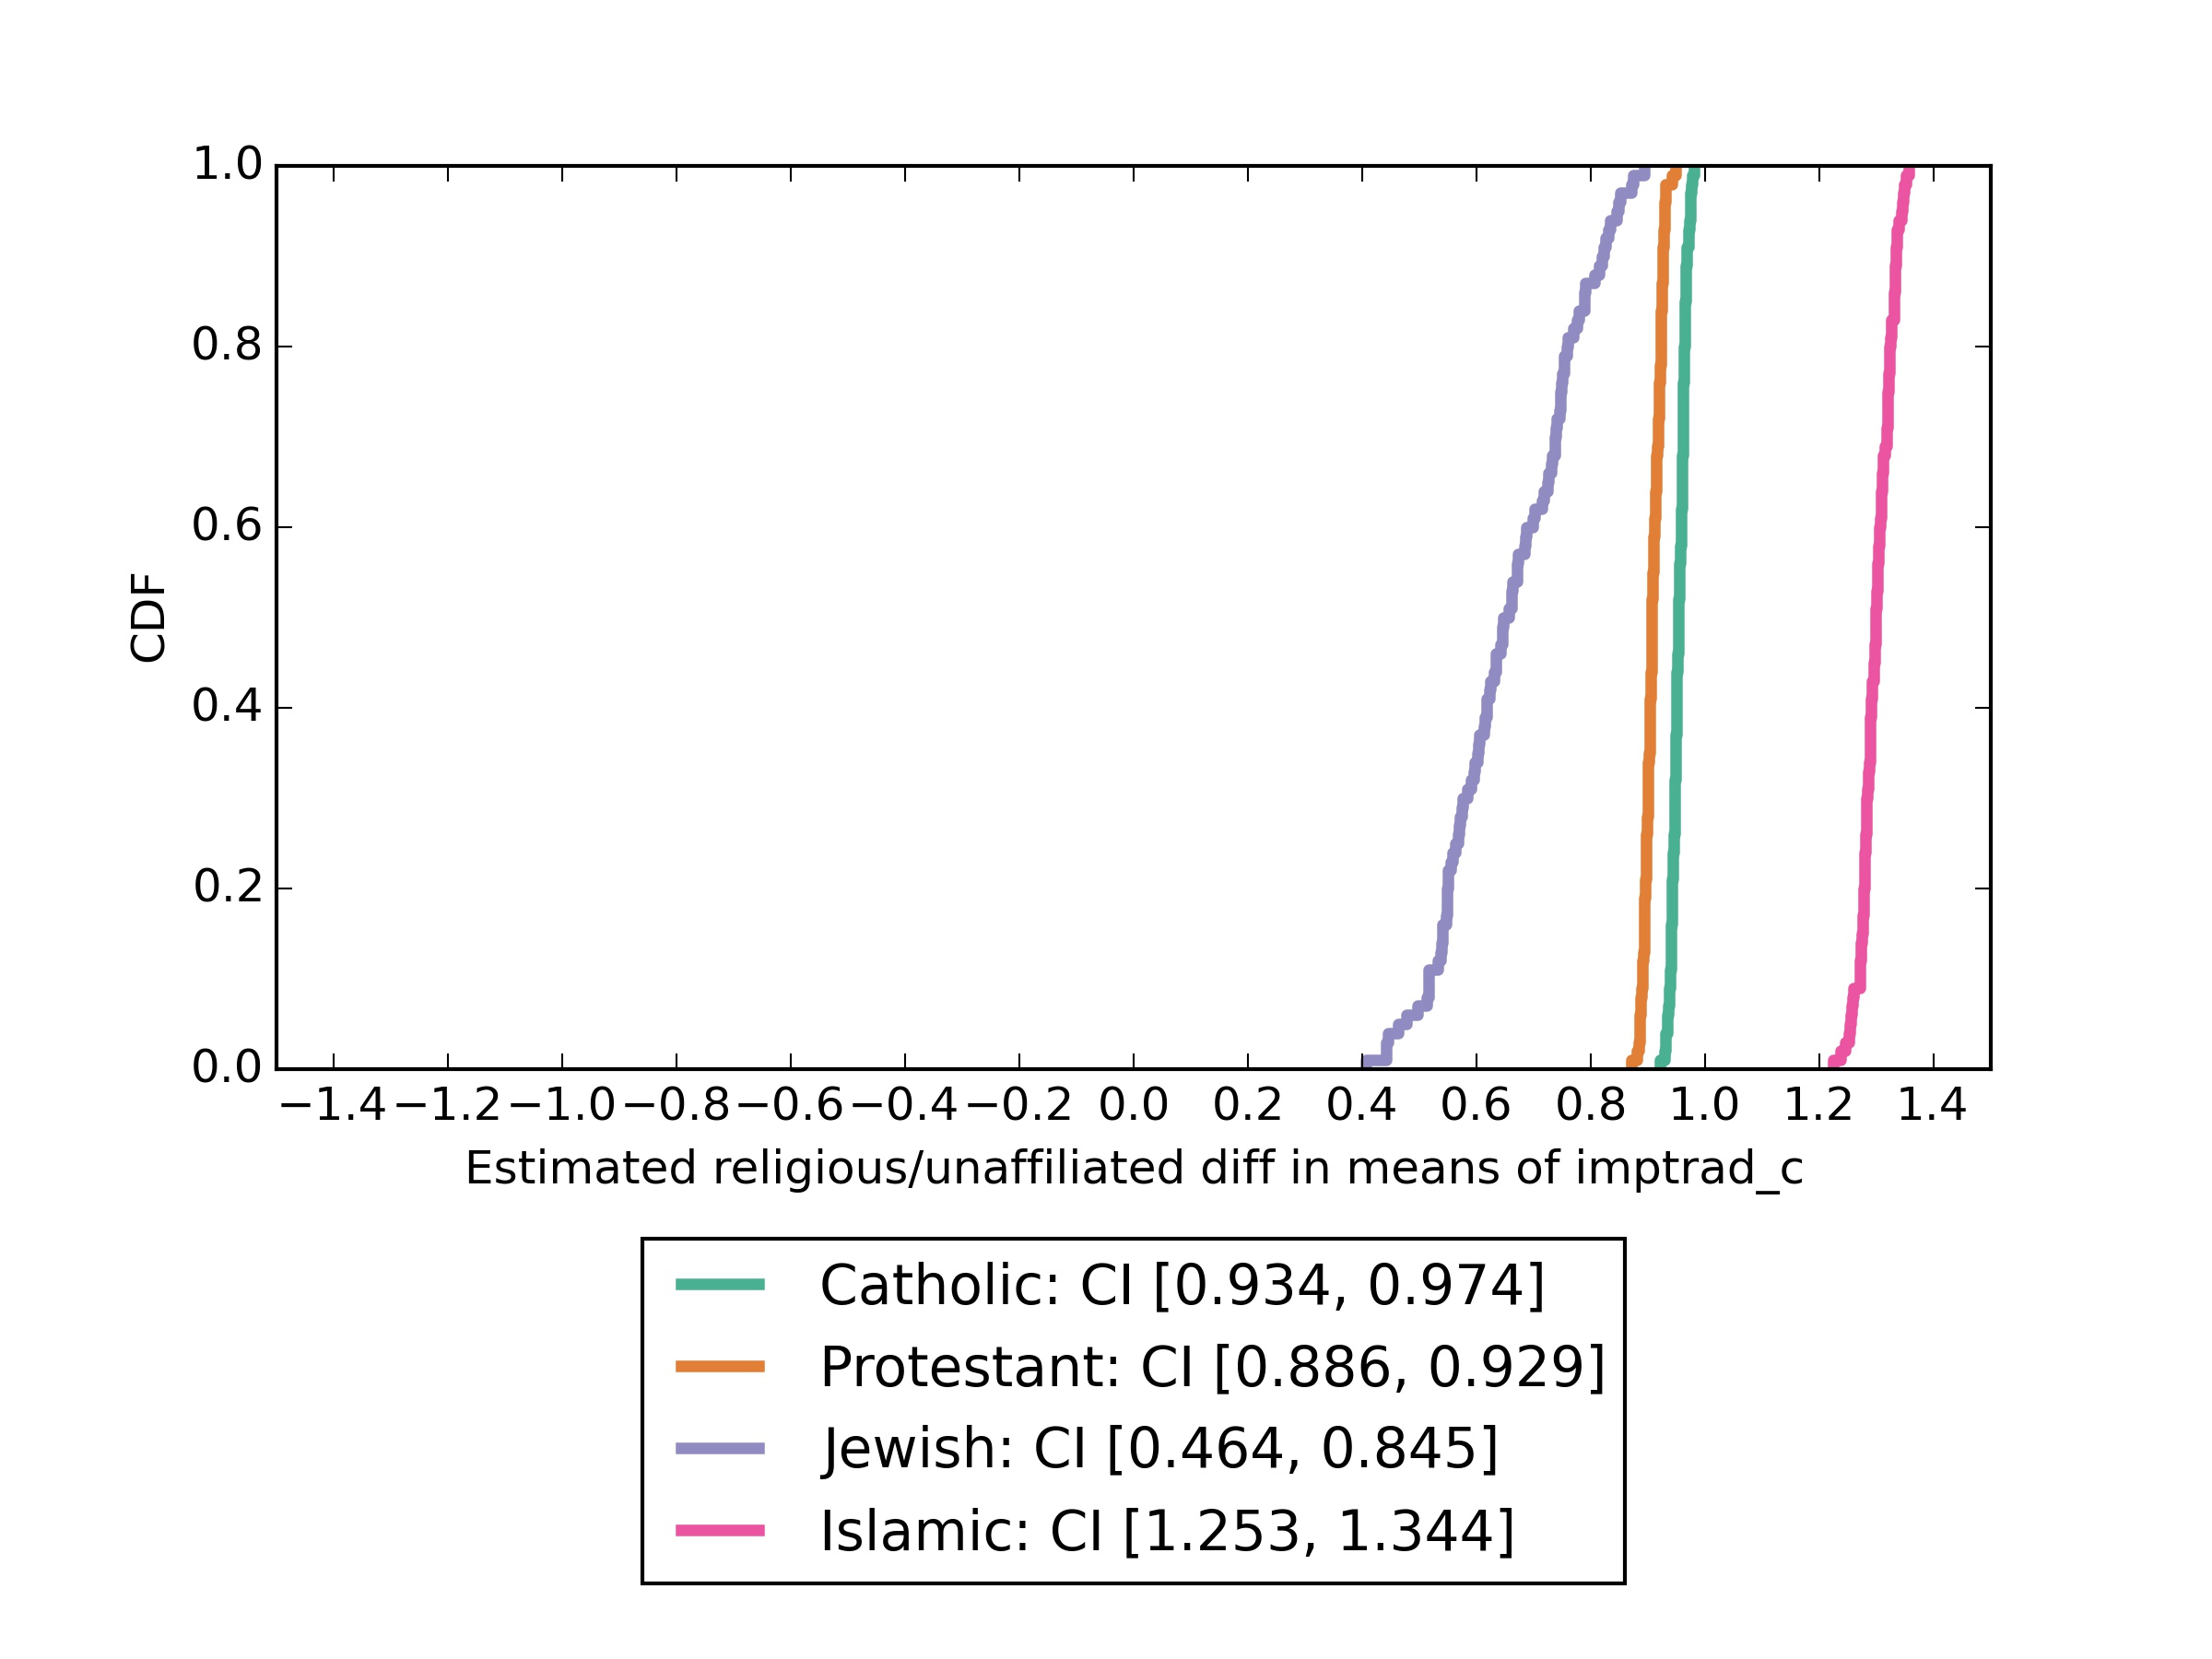 1.0
0.8
0.6
0.4
0.2
0.0
CDF
−1.4 −1.2 −1.0 −0.8 −0.6 −0.4 −0.2 0.0 0.2 0.4 0.6 0.8 1.0 1.2 1.4
Estimated religious/unaffiliated diff in means of imptrad_c
Catholic: CI [0.934, 0.974]
Protestant: CI [0.886, 0.929]
Jewish: CI [0.464, 0.845]
Islamic: CI [1.253, 1.344]